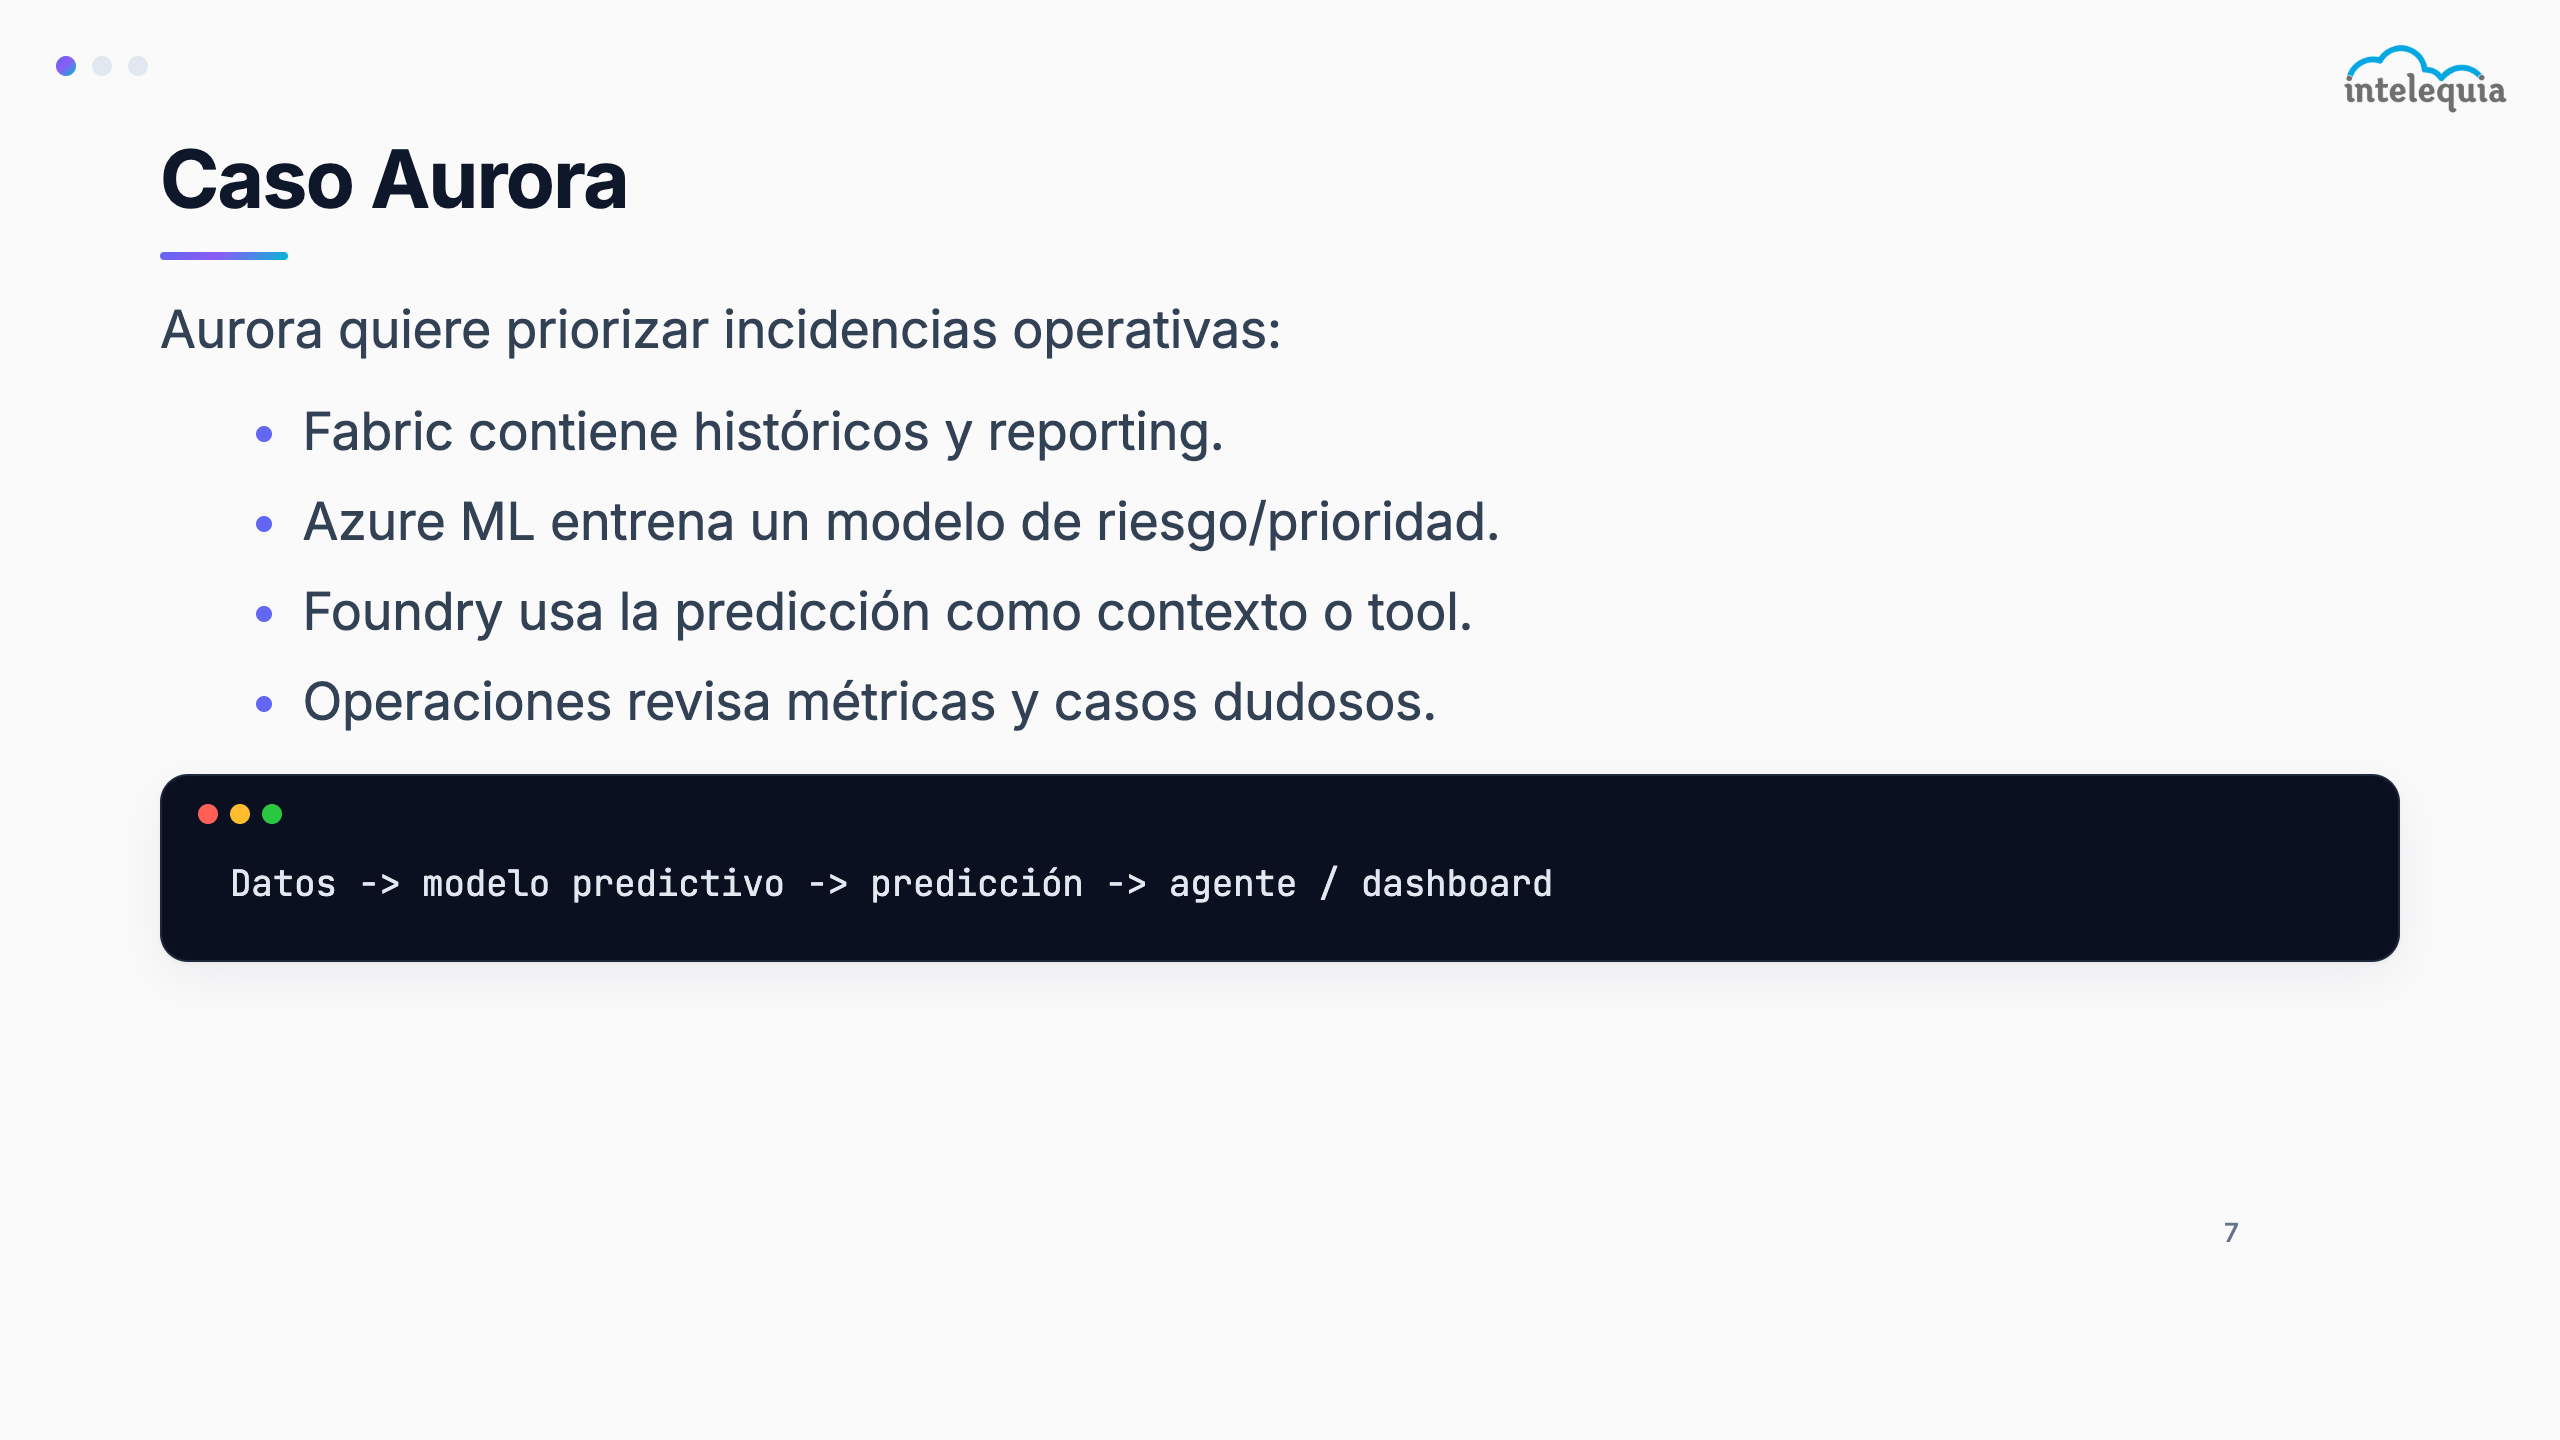 intelequia
Caso Aurora
Aurora quiere priorizar incidencias operativas:
Fabric contiene históricos y reporting.
Azure ML entrena un modelo de riesgo/prioridad.
Foundry usa la predicción como contexto o tool.
Operaciones revisa métricas y casos dudosos.
Datos -> modelo predictivo -> predicción -> agente / dashboard
7